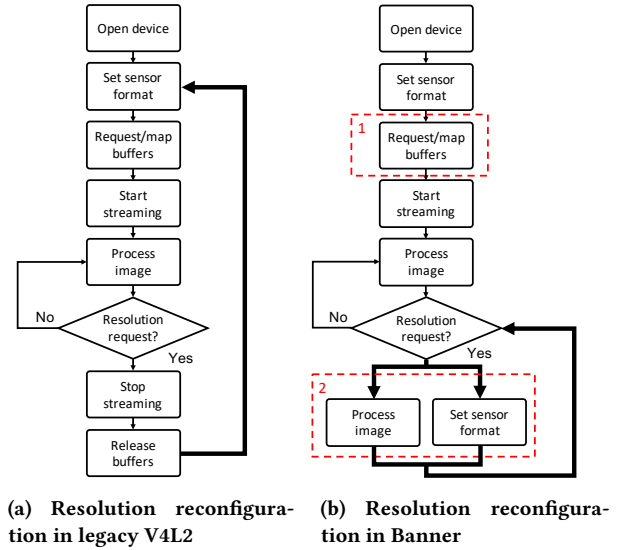 Open device
Set sensor
format
Request/map
buffers
Start
streaming
Process
image
No
Resolution
request?
Yes
Stop
streaming
Release
buffers
(a) Resolution reconfigura-
tion in legacy V4L2
Open device
Set sensor
format
1
Request/map
buffers
Start
streaming
Process
image
No
Resolution
request?
Yes
2
Process
image
Set sensor
format
(b) Resolution reconfigura-
tion in Banner